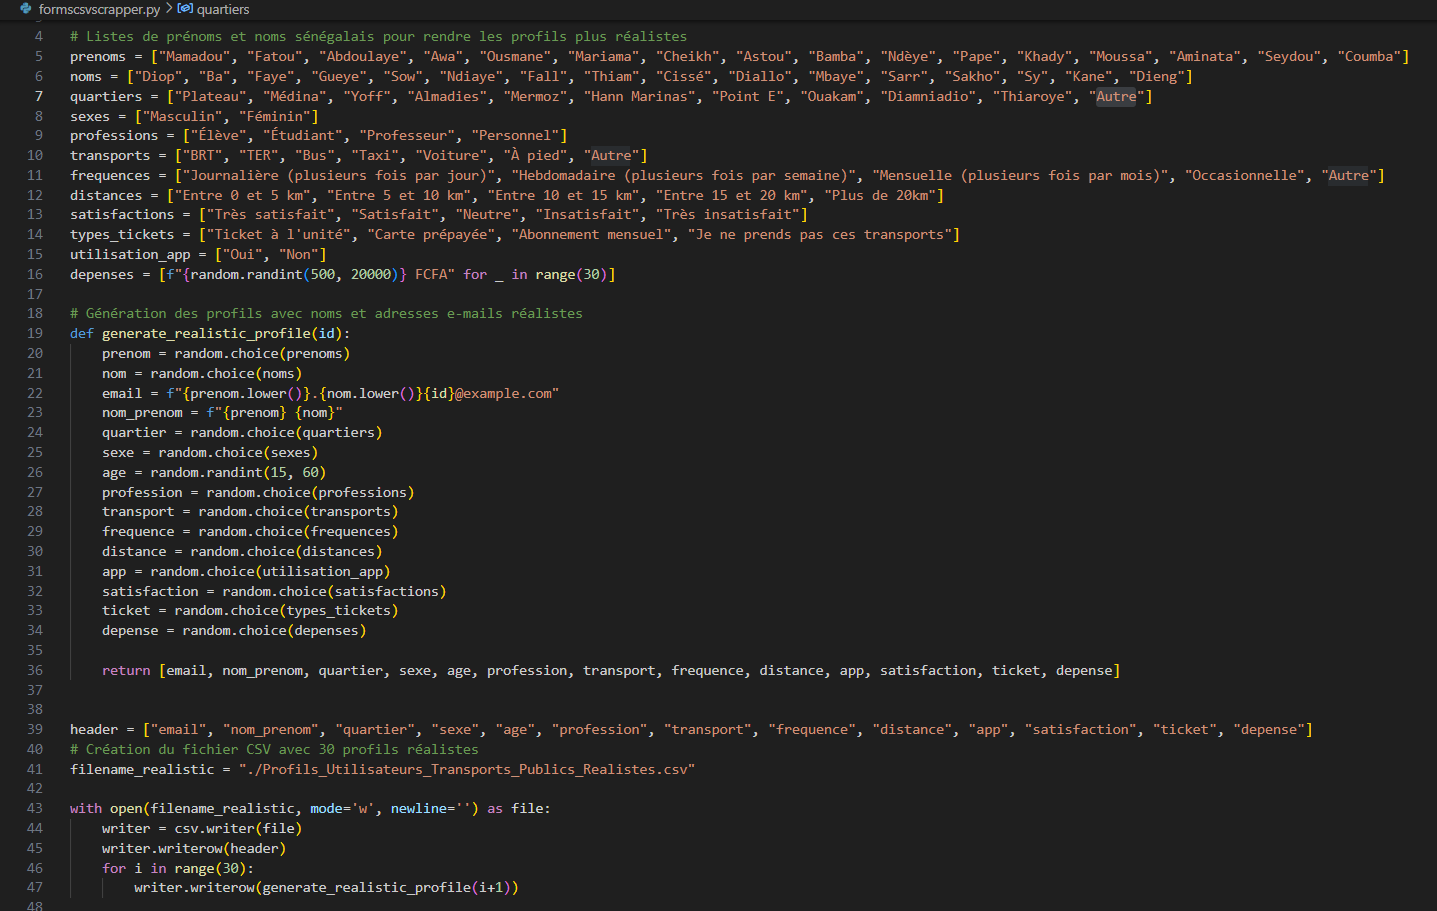 formscsvscrapper.py > quartiers
4 # Listes de prénoms et noms sénégalais pour rendre les profils plus réalistes
5 prenoms = ["Mamadou", "Fatou", "Abdoulaye", "Awa", "Ousmane", "Mariama", "Cheikh", "Astou", "Bamba", "Ndèye", "Pape", "Khady", "Moussa", "Aminata", "Seydou", "Coumba"]
6 noms = ["Diop", "Ba", "Faye", "Gueye", "Sow", "Ndiaye", "Fall", "Thiam", "Cissé", "Diallo", "Mbaye", "Sarr", "Sakho", "Sy", "Kane", "Dieng"]
7 quartiers = ["Plateau", "Médina", "Yoff", "Almadies", "Mermoz", "Hann Marinas", "Point E", "Ouakam", "Diamniadio", "Thiaroye", "Autre"]
8 sexes = ["Masculin", "Féminin"]
9 professions = ["Élève", "Étudiant", "Professeur", "Personnel"]
10 transports = ["BRT", "TER", "Bus", "Taxi", "Voiture", "À pied", "Autre"]
11 frequences = ["Journalière (plusieurs fois par jour)", "Hebdomadaire (plusieurs fois par semaine)", "Mensuelle (plusieurs fois par mois)", "Occasionnelle", "Autre"]
12 distances = ["Entre 0 et 5 km", "Entre 5 et 10 km", "Entre 10 et 15 km", "Entre 15 et 20 km", "Plus de 20km"]
13 satisfactions = ["Très satisfait", "Satisfait", "Neutre", "Insatisfait", "Très insatisfait"]
14 types_tickets = ["Ticket à l'unité", "Carte prépayée", "Abonnement mensuel", "Je ne prends pas ces transports"]
15 utilisation_app = ["Oui", "Non"]
16 depenses = [f"{random.randint(500, 20000)} FCFA" for _ in range(30)]
17
18 # Génération des profils avec noms et adresses e-mails réalistes
19 def generate_realistic_profile(id):
20     prenom = random.choice(prenoms)
21     nom = random.choice(noms)
22     email = f"{prenom.lower()}.{nom.lower()}{id}@example.com"
23     nom_prenom = f"{prenom} {nom}"
24     quartier = random.choice(quartiers)
25     sexe = random.choice(sexes)
26     age = random.randint(15, 60)
27     profession = random.choice(professions)
28     transport = random.choice(transports)
29     frequence = random.choice(frequences)
30     distance = random.choice(distances)
31     app = random.choice(utilisation_app)
32     satisfaction = random.choice(satisfactions)
33     ticket = random.choice(types_tickets)
34     depense = random.choice(depenses)
35
36     return [email, nom_prenom, quartier, sexe, age, profession, transport, frequence, distance, app, satisfaction, ticket, depense]
37
38
39 header = ["email", "nom_prenom", "quartier", "sexe", "age", "profession", "transport", "frequence", "distance", "app", "satisfaction", "ticket", "depense"]
40 # Création du fichier CSV avec 30 profils réalistes
41 filename_realistic = "./Profils_Utilisateurs_Transports_Publics_Realistes.csv"
42
43 with open(filename_realistic, mode='w', newline='') as file:
44     writer = csv.writer(file)
45     writer.writerow(header)
46     for i in range(30):
47         writer.writerow(generate_realistic_profile(i+1))
48